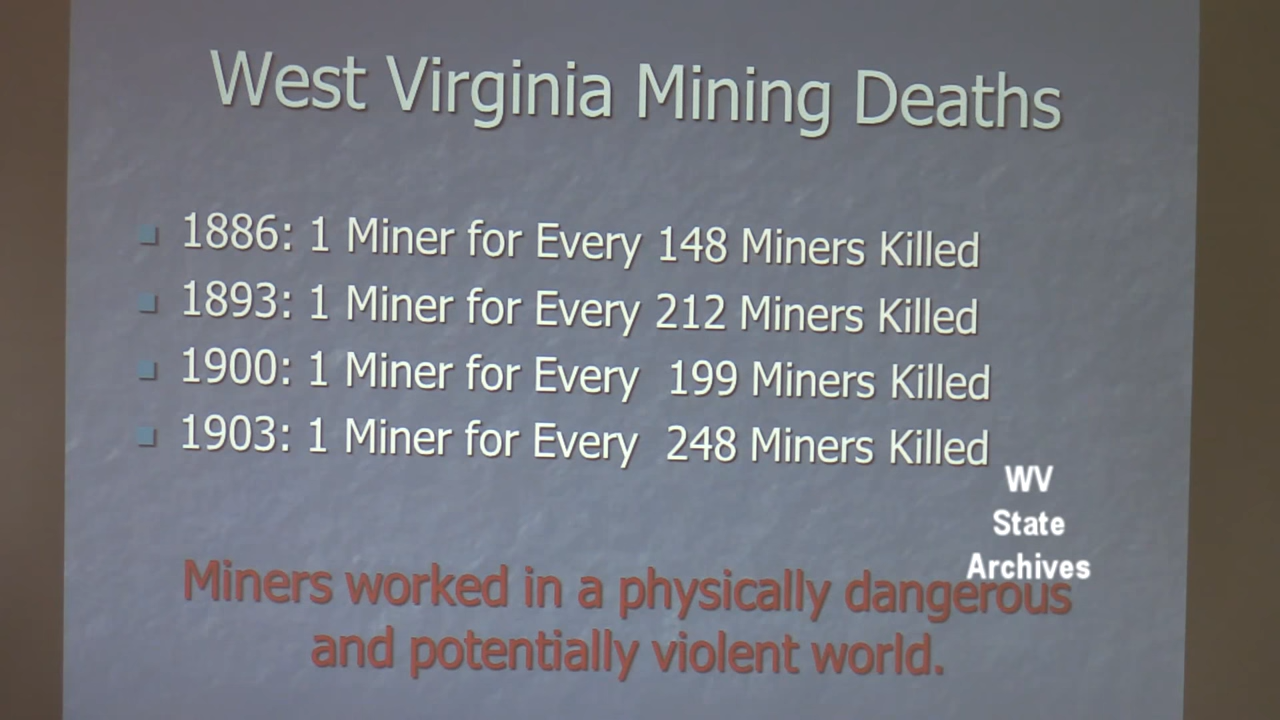 West Virginia Mining Deaths
1886: 1 Miner for Every 148 Miners Killed
1893: 1 Miner for Every 212 Miners Killed
1900: 1 Miner for Every 199 Miners Killed
1903: 1 Miner for Every 248 Miners Killed
WV
State
Archives
Miners worked in a physically dangerous
and potentially violent world.